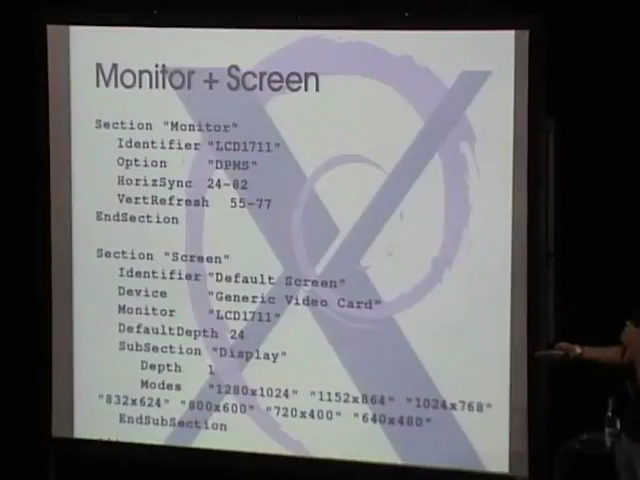 Monitor + Screen
Section "Monitor"
Identifier "LCD1711"
Option "DPMS"
HorizSync 24-82
VertRefresh 55-77
EndSection
Section "Screen"
Identifier "Default Screen"
Device "Generic Video Card"
Monitor "LCD1711"
DefaultDepth 24
SubSection "Display"
Depth 1
Modes "1280x1024" "1152x864" "1024x768"
"832x624" "800x600" "720x400" "640x480"
EndSubSection
...